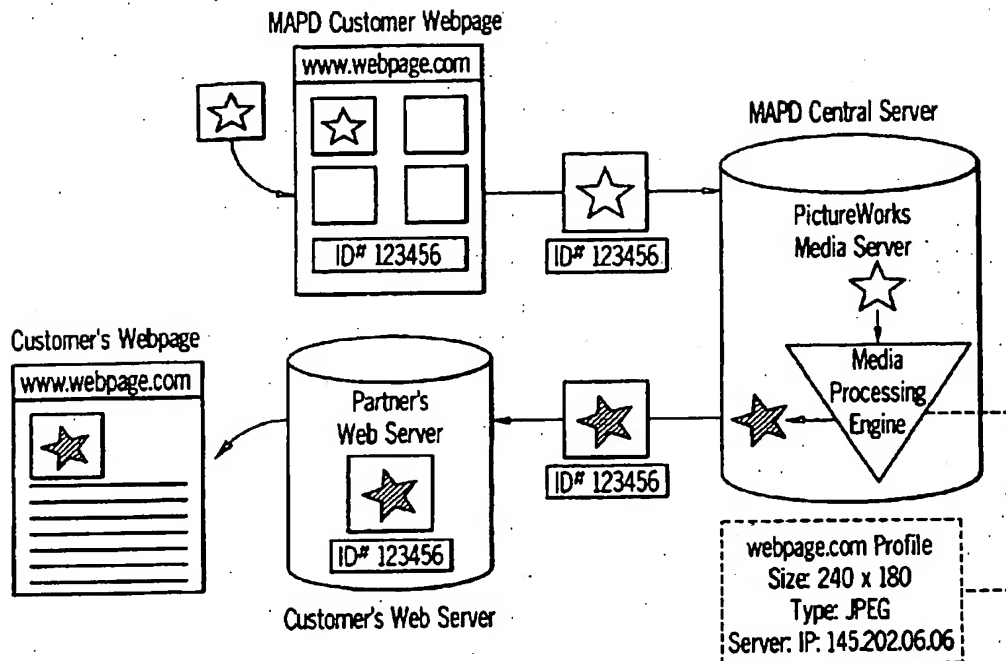 MAPD Customer Webpage
www.webpage.com
ID# 123456
ID# 123456
MAPD Central Server
PictureWorks
Media Server
Media
Processing
Engine
Customer's Webpage
www.webpage.com
Partner's
Web Server
ID# 123456
Customer's Web Server
ID# 123456
webpage.com Profile
Size: 240 x 180
Type: JPEG
Server: IP: 145.202.06.06